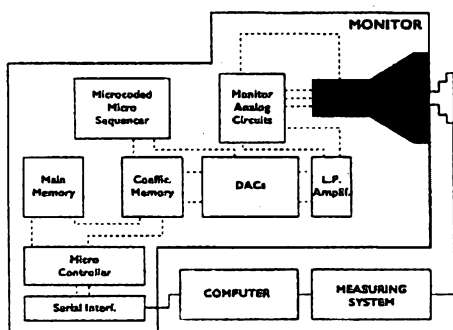 MONITOR
Microcoded
Micro
Sequencer
Monitor
Analog
Circuits
Main
Memory
Coeffic.
Memory
DACs
L.F.
Amplif.
Micro
Controller
Serial Interf.
COMPUTER
MEASURING
SYSTEM